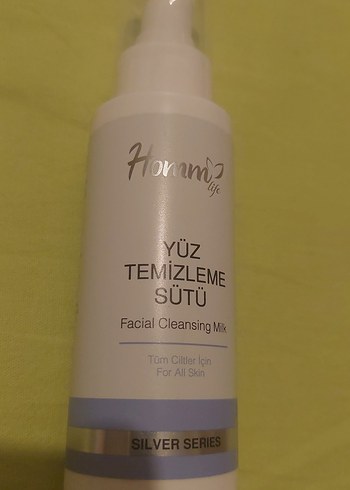 Homm
life
YÜZ
TEMİZLEME
SÜTÜ
Facial Cleansing Milk
Tüm Ciltler İçin
For All Skin
SILVER SERIES